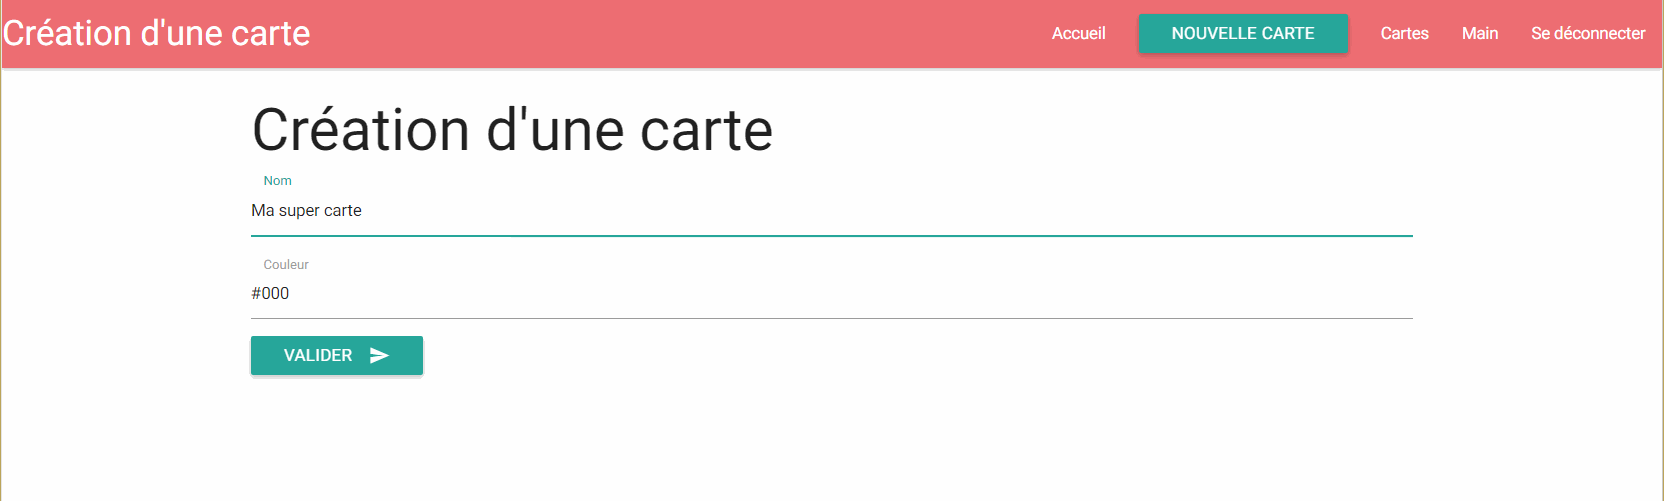 Création d'une carte
Accueil NOUVELLE CARTE Cartes Main Se déconnecter
Création d'une carte
Nom
Ma super carte
Couleur
#000
VALIDER